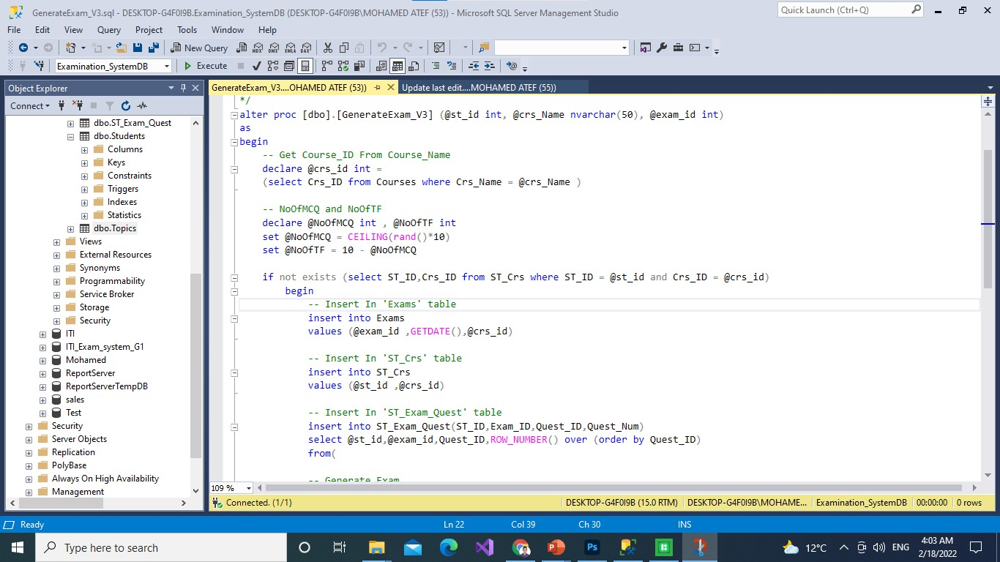 GenerateExam_V3.sql - DESKTOP-G4F0I9B.Examination_SystemDB (DESKTOP-G4F0I9B\MOHAMED ATEF (53)) - Microsoft SQL Server Management Studio
Quick Launch (Ctrl+Q)
File Edit View Query Project Tools Window Help
New Query
MDX DMX XMLA DAX
Examination_SystemDB
Execute
Object Explorer
GenerateExam_V3....OHAMED ATEF (53))
Update last edit....MOHAMED ATEF (55))
Connect
dbo.ST_Exam_Quest
dbo.Students
Columns
Keys
Constraints
Triggers
Indexes
Statistics
dbo.Topics
Views
External Resources
Synonyms
Programmability
Service Broker
Storage
Security
ITI
ITI_Exam_system_G1
Mohamed
ReportServer
ReportServerTempDB
sales
Test
Security
Server Objects
Replication
PolyBase
Always On High Availability
Management
*/
alter proc [dbo].[GenerateExam_V3] (@st_id int, @crs_Name nvarchar(50), @exam_id int)
as
begin
-- Get Course_ID From Course_Name
declare @crs_id int =
(select Crs_ID from Courses where Crs_Name = @crs_Name )
-- NoOfMCQ and NoOfTF
declare @NoOfMCQ int , @NoOfTF int
set @NoOfMCQ = CEILING(rand()*10)
set @NoOfTF = 10 - @NoOfMCQ
if not exists (select ST_ID,Crs_ID from ST_Crs where ST_ID = @st_id and Crs_ID = @crs_id)
begin
-- Insert In 'Exams' table
insert into Exams
values (@exam_id ,GETDATE(),@crs_id)
-- Insert In 'ST_Crs' table
insert into ST_Crs
values (@st_id ,@crs_id)
-- Insert In 'ST_Exam_Quest' table
insert into ST_Exam_Quest(ST_ID,Exam_ID,Quest_ID,Quest_Num)
select @st_id,@exam_id,Quest_ID,ROW_NUMBER() over (order by Quest_ID)
from(
-- Generate Exam
109 %
Connected. (1/1)
DESKTOP-G4F0I9B (15.0 RTM)
DESKTOP-G4F0I9B\MOHAME...
Examination_SystemDB
00:00:00
0 rows
Ready
Ln 22
Col 39
Ch 30
INS
Type here to search
Ps
12°C
ENG
4:03 AM
2/18/2022